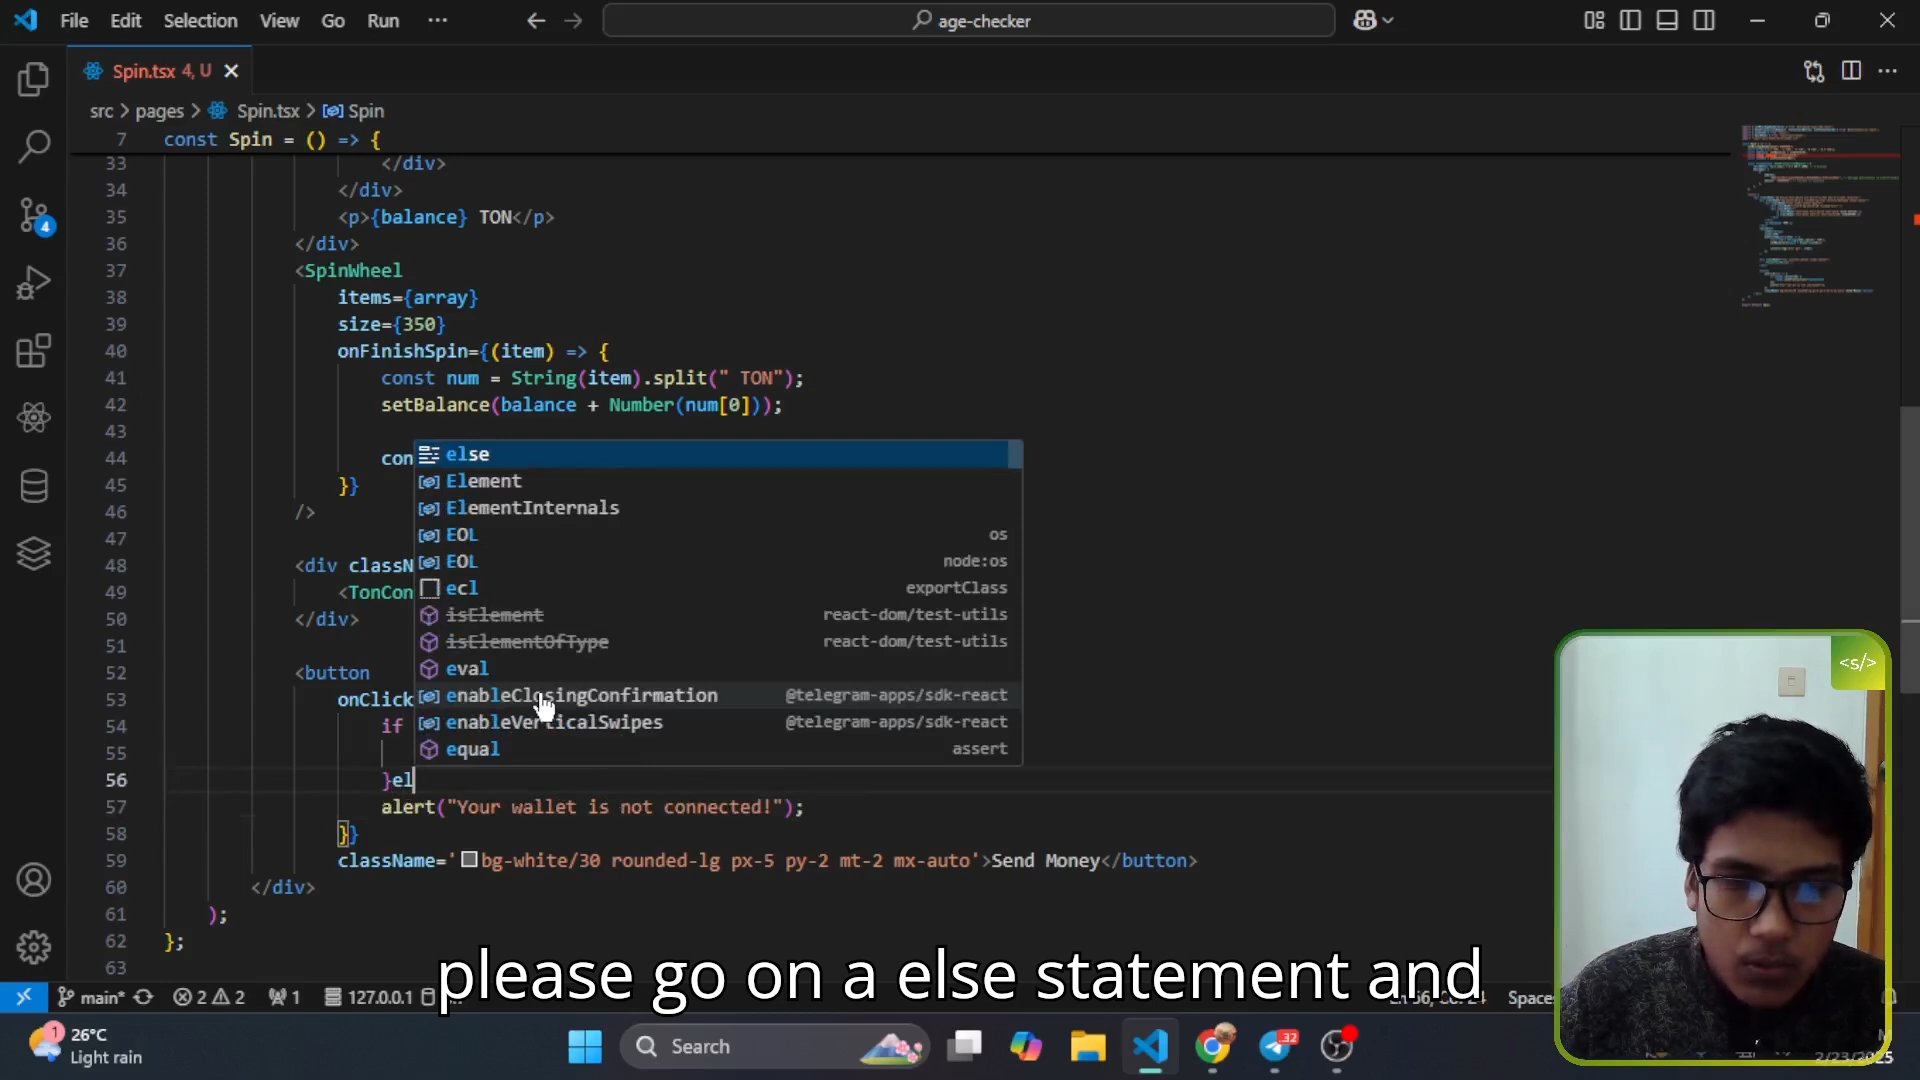 File Edit Selection View Go Run ··· age-checker
Spin.tsx 4, U
src > pages > Spin.tsx > Spin
7 const Spin = () => {
33 </div>
34 </div>
35 <p>{balance} TON</p>
36 </div>
37 <SpinWheel
38 items={array}
39 size={350}
40 onFinishSpin={(item) => {
41 const num = String(item).split(" TON");
42 setBalance(balance + Number(num[0]));
43
44 con
45 }}
46 />
47
48 <div classN
49 <TonCon
50 </div>
51
52 <button
53 onClick
54 if
55
56 }el
57 alert("Your wallet is not connected!");
58 }}
59 className='bg-white/30 rounded-lg px-5 py-2 mt-2 mx-auto'>Send Money</button>
60 </div>
61 );
62 };
63
else
Element
ElementInternals
EOL os
EOL node:os
ecl exportClass
isElement react-dom/test-utils
isElementOfType react-dom/test-utils
eval
enableClosingConfirmation @telegram-apps/sdk-react
enableVerticalSwipes @telegram-apps/sdk-react
equal assert
4
<s/>
please go on a else statement and
main* 2 2 1 127.0.0.1
1
26°C
Light rain
Search
32
2/23/2025